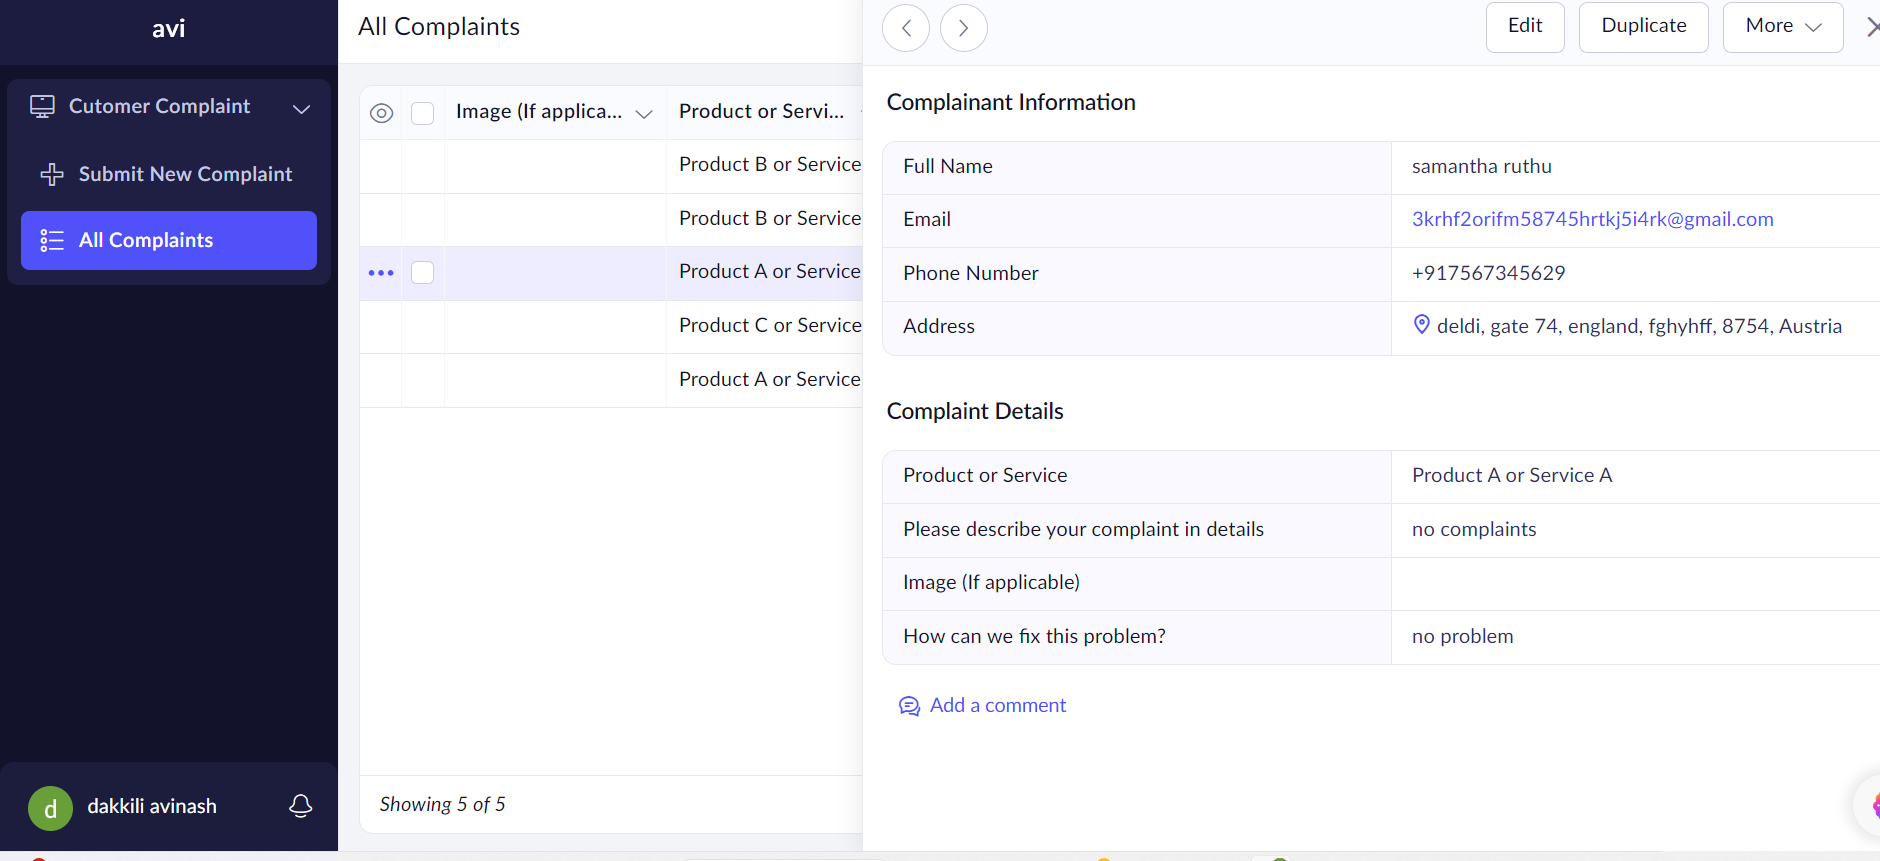 avi
Cutomer Complaint
Submit New Complaint
All Complaints
d dakkili avinash
All Complaints
Image (If applica... Product or Servi...
Product B or Service
Product B or Service
Product A or Service
Product C or Service
Product A or Service
Showing 5 of 5
Edit Duplicate More
Complainant Information
Full Name samantha ruthu
Email 3krhf2orifm58745hrtkj5i4rk@gmail.com
Phone Number +917567345629
Address deldi, gate 74, england, fghyhff, 8754, Austria
Complaint Details
Product or Service Product A or Service A
Please describe your complaint in details no complaints
Image (If applicable)
How can we fix this problem? no problem
Add a comment